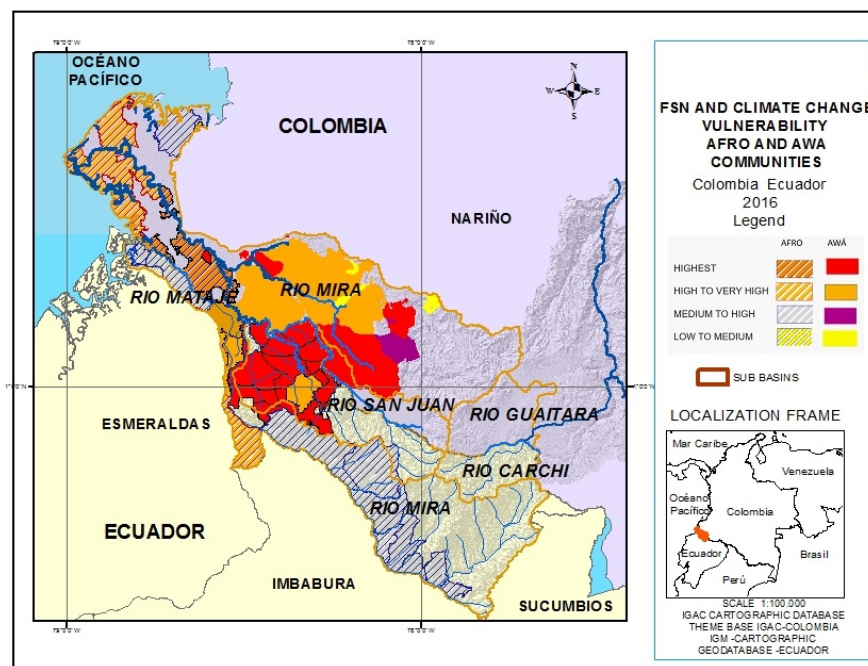 79°0'0"W
78°0'0"W
OCÉANO
PACÍFICO
COLOMBIA
N
W E
S
NARIÑO
RIO MATAJE
RIO MIRA
1°0'0"N
ESMERALDAS
RIO SAN JUAN
RIO GUAITARA
RIO CARCHI
RIO MIRA
ECUADOR
IMBABURA
SUCUMBIOS
79°0'0"W
78°0'0"W
FSN AND CLIMATE CHANGE
VULNERABILITY
AFRO AND AWA
COMMUNITIES
Colombia Ecuador
2016
Legend
AFRO AWÁ
HIGHEST
HIGH TO VERY HIGH
MEDIUM TO HIGH
LOW TO MEDIUM
SUB BASINS
LOCALIZATION FRAME
Mar Caribe
Venezuela
Océano
Pacífico
Colombia
Ecuador
Brasil
Perú
SCALE 1:100.000
IGAC CARTOGRAPHIC DATABASE
THEME BASE IGAC-COLOMBIA
IGM -CARTOGRAPHIC
GEODATABASE -ECUADOR